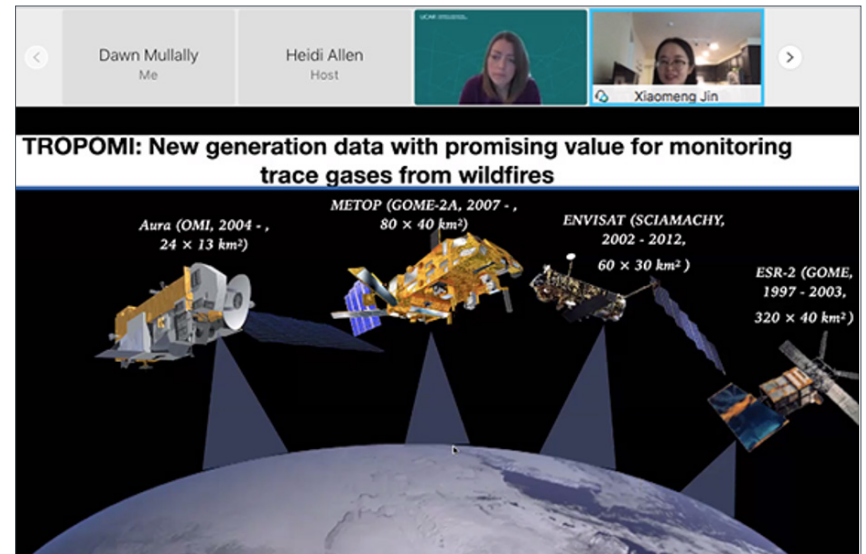 Dawn Mullally
Me
Heidi Allen
Host
UCAR
Xiaomeng Jin
TROPOMI: New generation data with promising value for monitoring
trace gases from wildfires
Aura (OMI, 2004 - ,
24 × 13 km²)
METOP (GOME-2A, 2007 - ,
80 × 40 km²)
ENVISAT (SCIAMACHY,
2002 - 2012,
60 × 30 km² )
ESR-2 (GOME,
1997 - 2003,
320 × 40 km² )